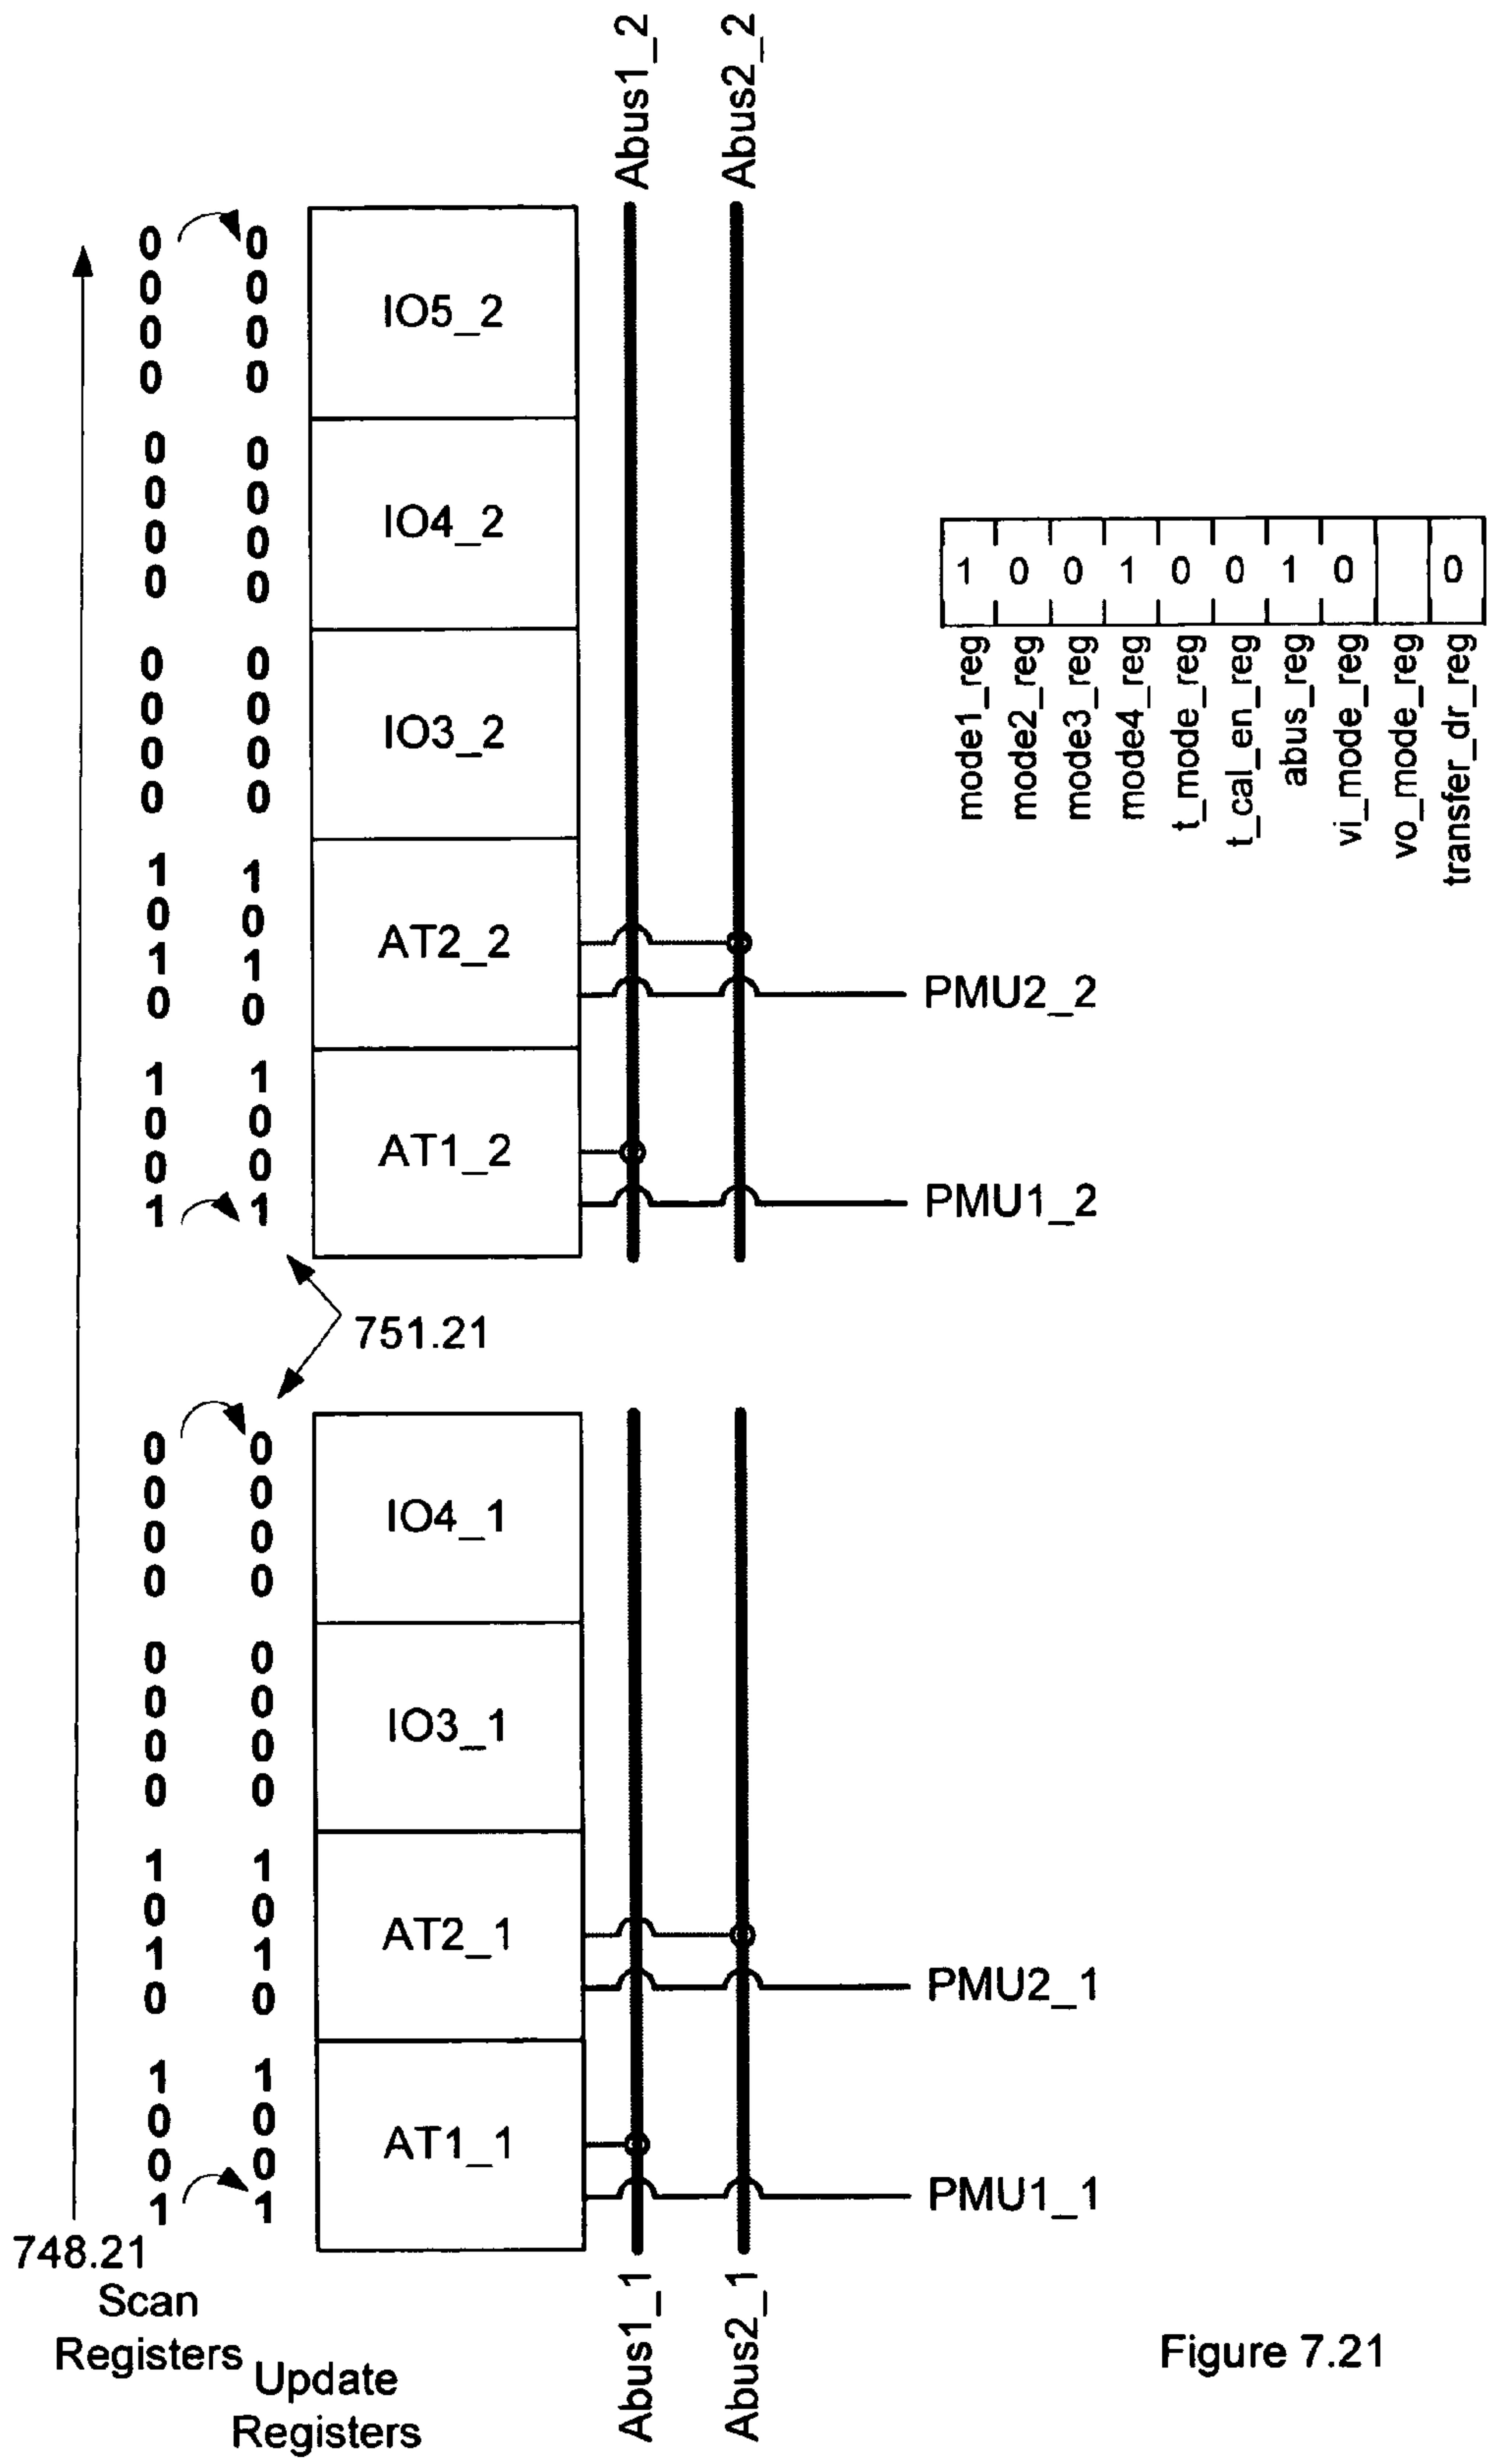 Abus1_2
Abus2_2
0 0
0 0
0 0
0 0
IO5_2
0 0
0 0
0 0
0 0
IO4_2
1 0 0 1 0 0 1 0 0
mode1_reg
mode2_reg
mode3_reg
mode4_reg
t_mode_reg
t_cal_en_reg
abus_reg
vi_mode_reg
vo_mode_reg
transfer_dr_reg
0 0
0 0
0 0
0 0
IO3_2
1 1
0 0
1 1
0 0
AT2_2
PMU2_2
1 1
0 0
0 0
1 1
AT1_2
PMU1_2
751.21
0 0
0 0
0 0
0 0
IO4_1
0 0
0 0
0 0
0 0
IO3_1
1 1
0 0
1 1
0 0
AT2_1
PMU2_1
1 1
0 0
0 0
1 1
AT1_1
PMU1_1
748.21
Scan
Registers
Update
Registers
Abus1_1
Abus2_1
Figure 7.21